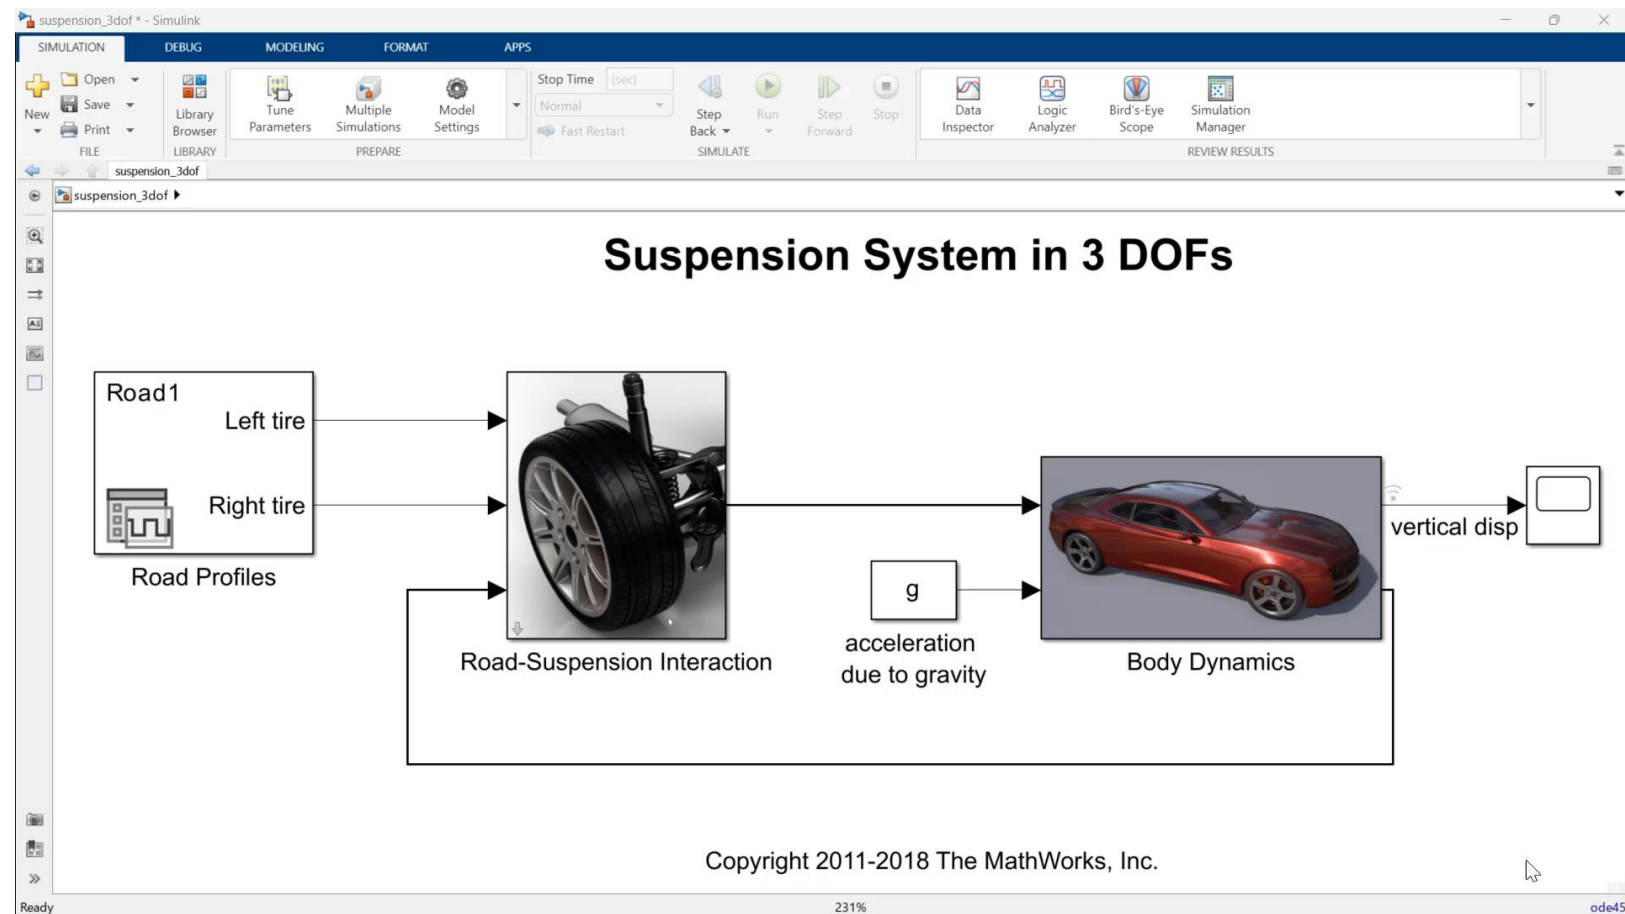 suspension_3dof * - Simulink
SIMULATION
DEBUG
MODELING
FORMAT
APPS
New
Open
Save
Print
FILE
Library
Browser
LIBRARY
Tune
Parameters
Multiple
Simulations
Model
Settings
PREPARE
Stop Time
(sec)
Normal
Fast Restart
Step
Back
Run
Step
Forward
Stop
SIMULATE
Data
Inspector
Logic
Analyzer
Bird's-Eye
Scope
Simulation
Manager
REVIEW RESULTS
suspension_3dof
suspension_3dof
Suspension System in 3 DOFs
Road1
Left tire
Right tire
Road Profiles
Road-Suspension Interaction
g
acceleration
due to gravity
Body Dynamics
vertical disp
Copyright 2011-2018 The MathWorks, Inc.
Ready
231%
ode45